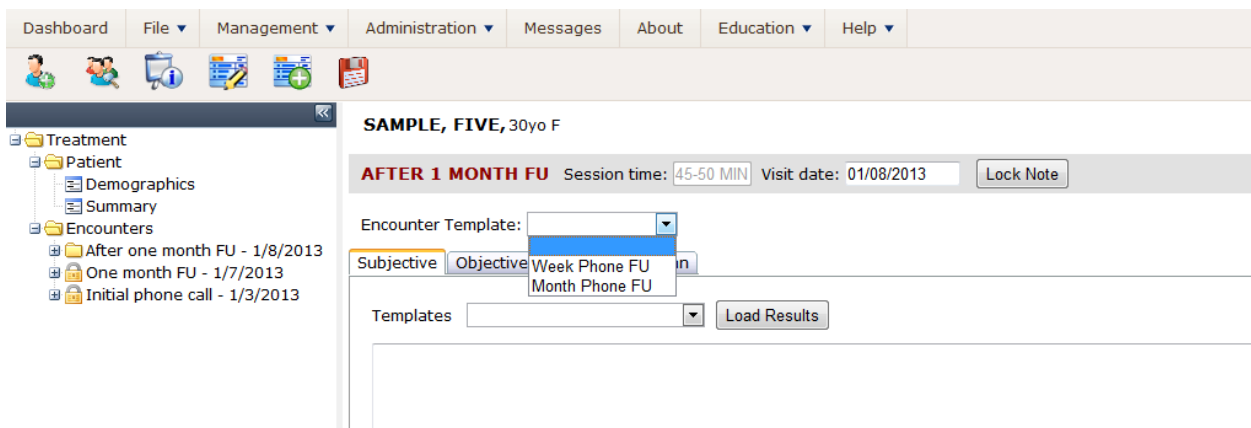 Dashboard File Management Administration Messages About Education Help
Treatment
Patient
Demographics
Summary
Encounters
After one month FU - 1/8/2013
One month FU - 1/7/2013
Initial phone call - 1/3/2013
SAMPLE, FIVE, 30yo F
AFTER 1 MONTH FU Session time: 45-50 MIN Visit date: 01/08/2013 Lock Note
Encounter Template:
Week Phone FU
Month Phone FU
Subjective Objective
Templates Load Results